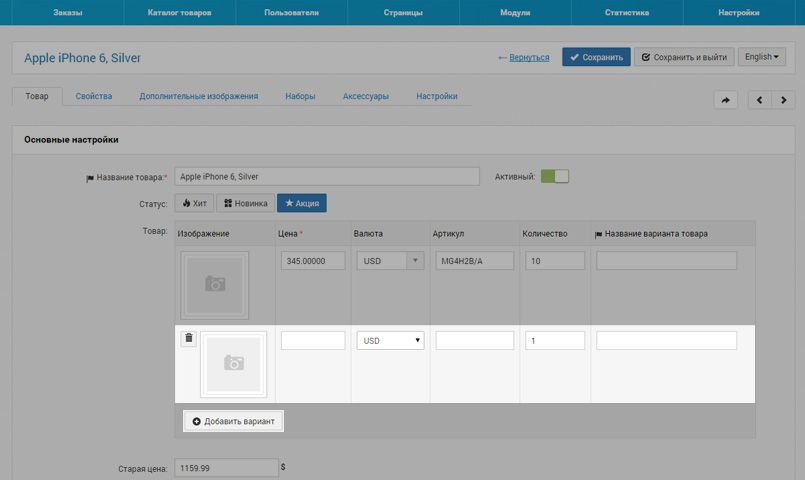 Заказы Каталог товаров Пользователи Страницы Модули Статистика Настройки
Apple iPhone 6, Silver ← Вернуться Сохранить Сохранить и выйти English
Товар Свойства Дополнительные изображения Наборы Аксессуары Настройки
Основные настройки
Название товара:* Apple iPhone 6, Silver Активный:
Статус: Хит Новинка Акция
Товар: Изображение Цена * Валюта Артикул Количество Название варианта товара
345.00000 USD MG4H2B/A 10
USD 1
Добавить вариант
Старая цена: 1159.99 $